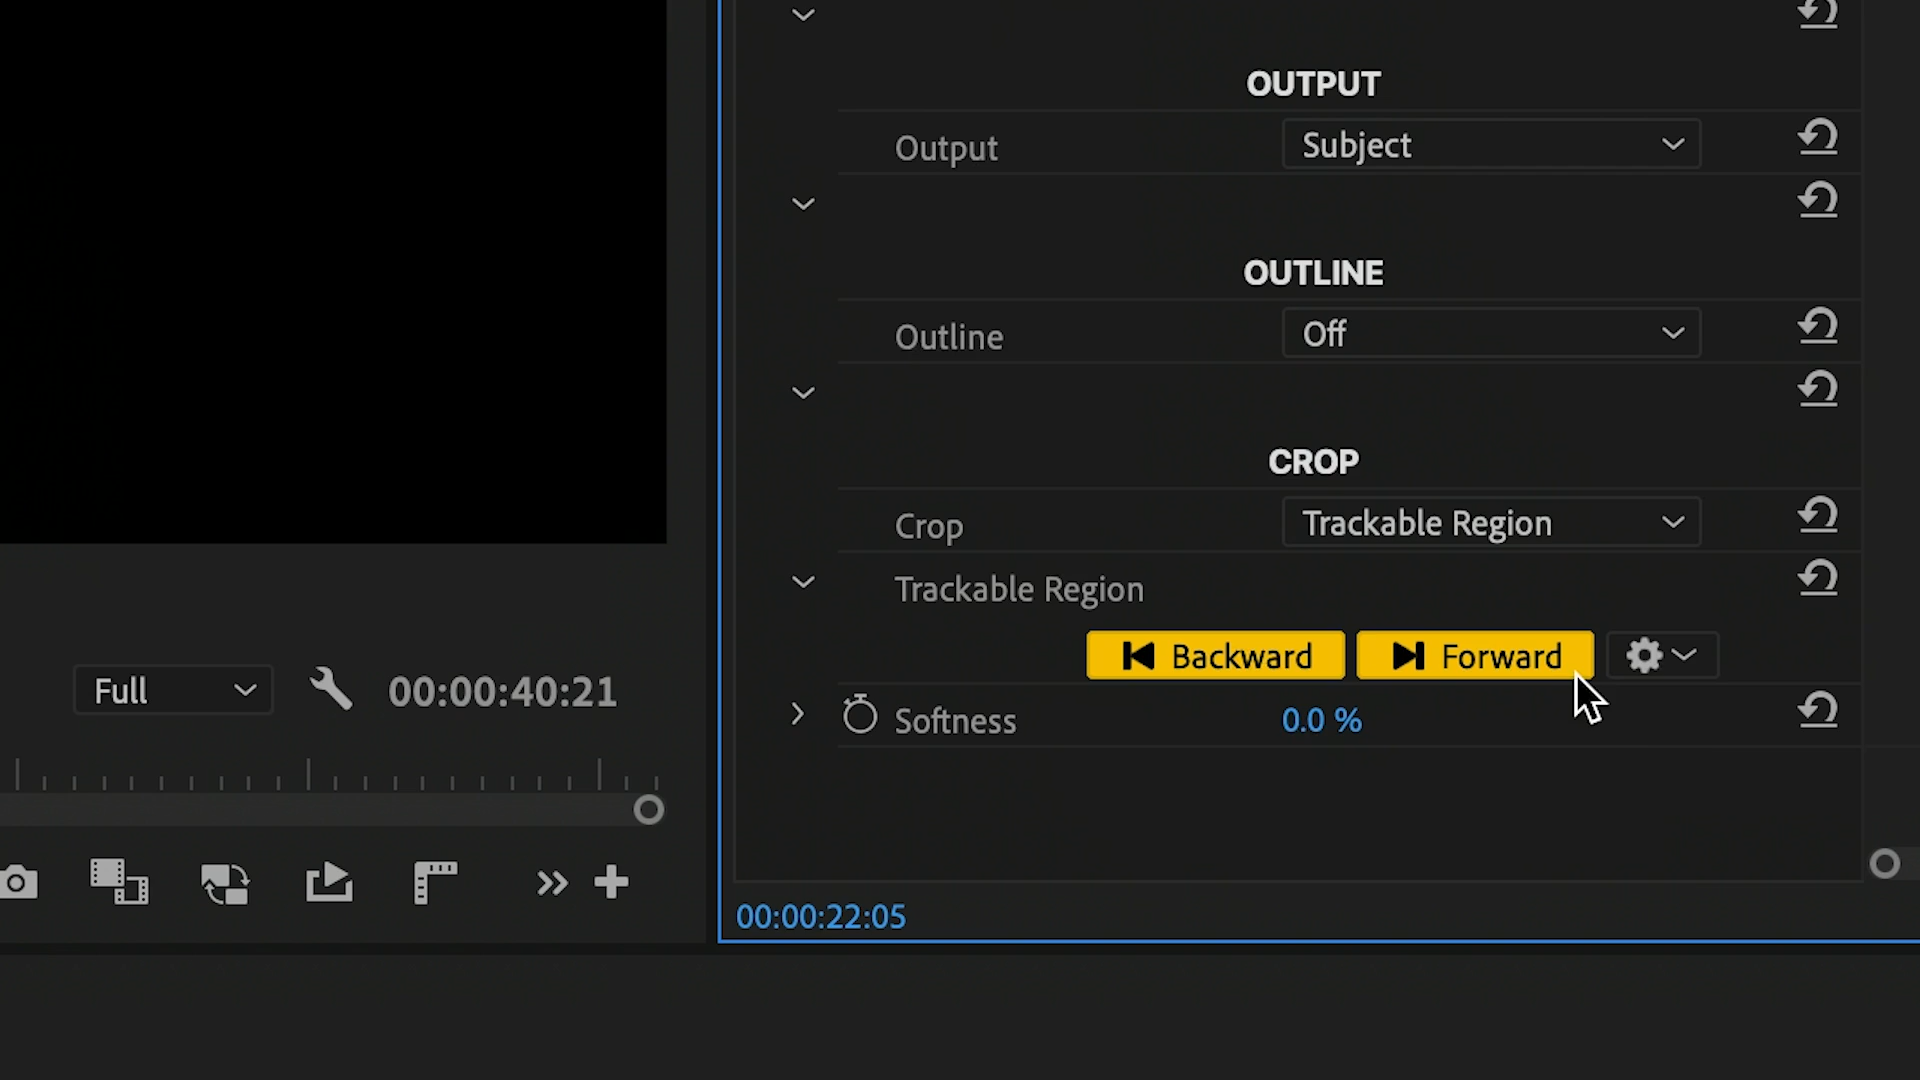 OUTPUT
Output Subject
OUTLINE
Outline Off
CROP
Crop Trackable Region
Trackable Region
Backward Forward
Softness 0.0 %
Full 00:00:40:21
00:00:22:05